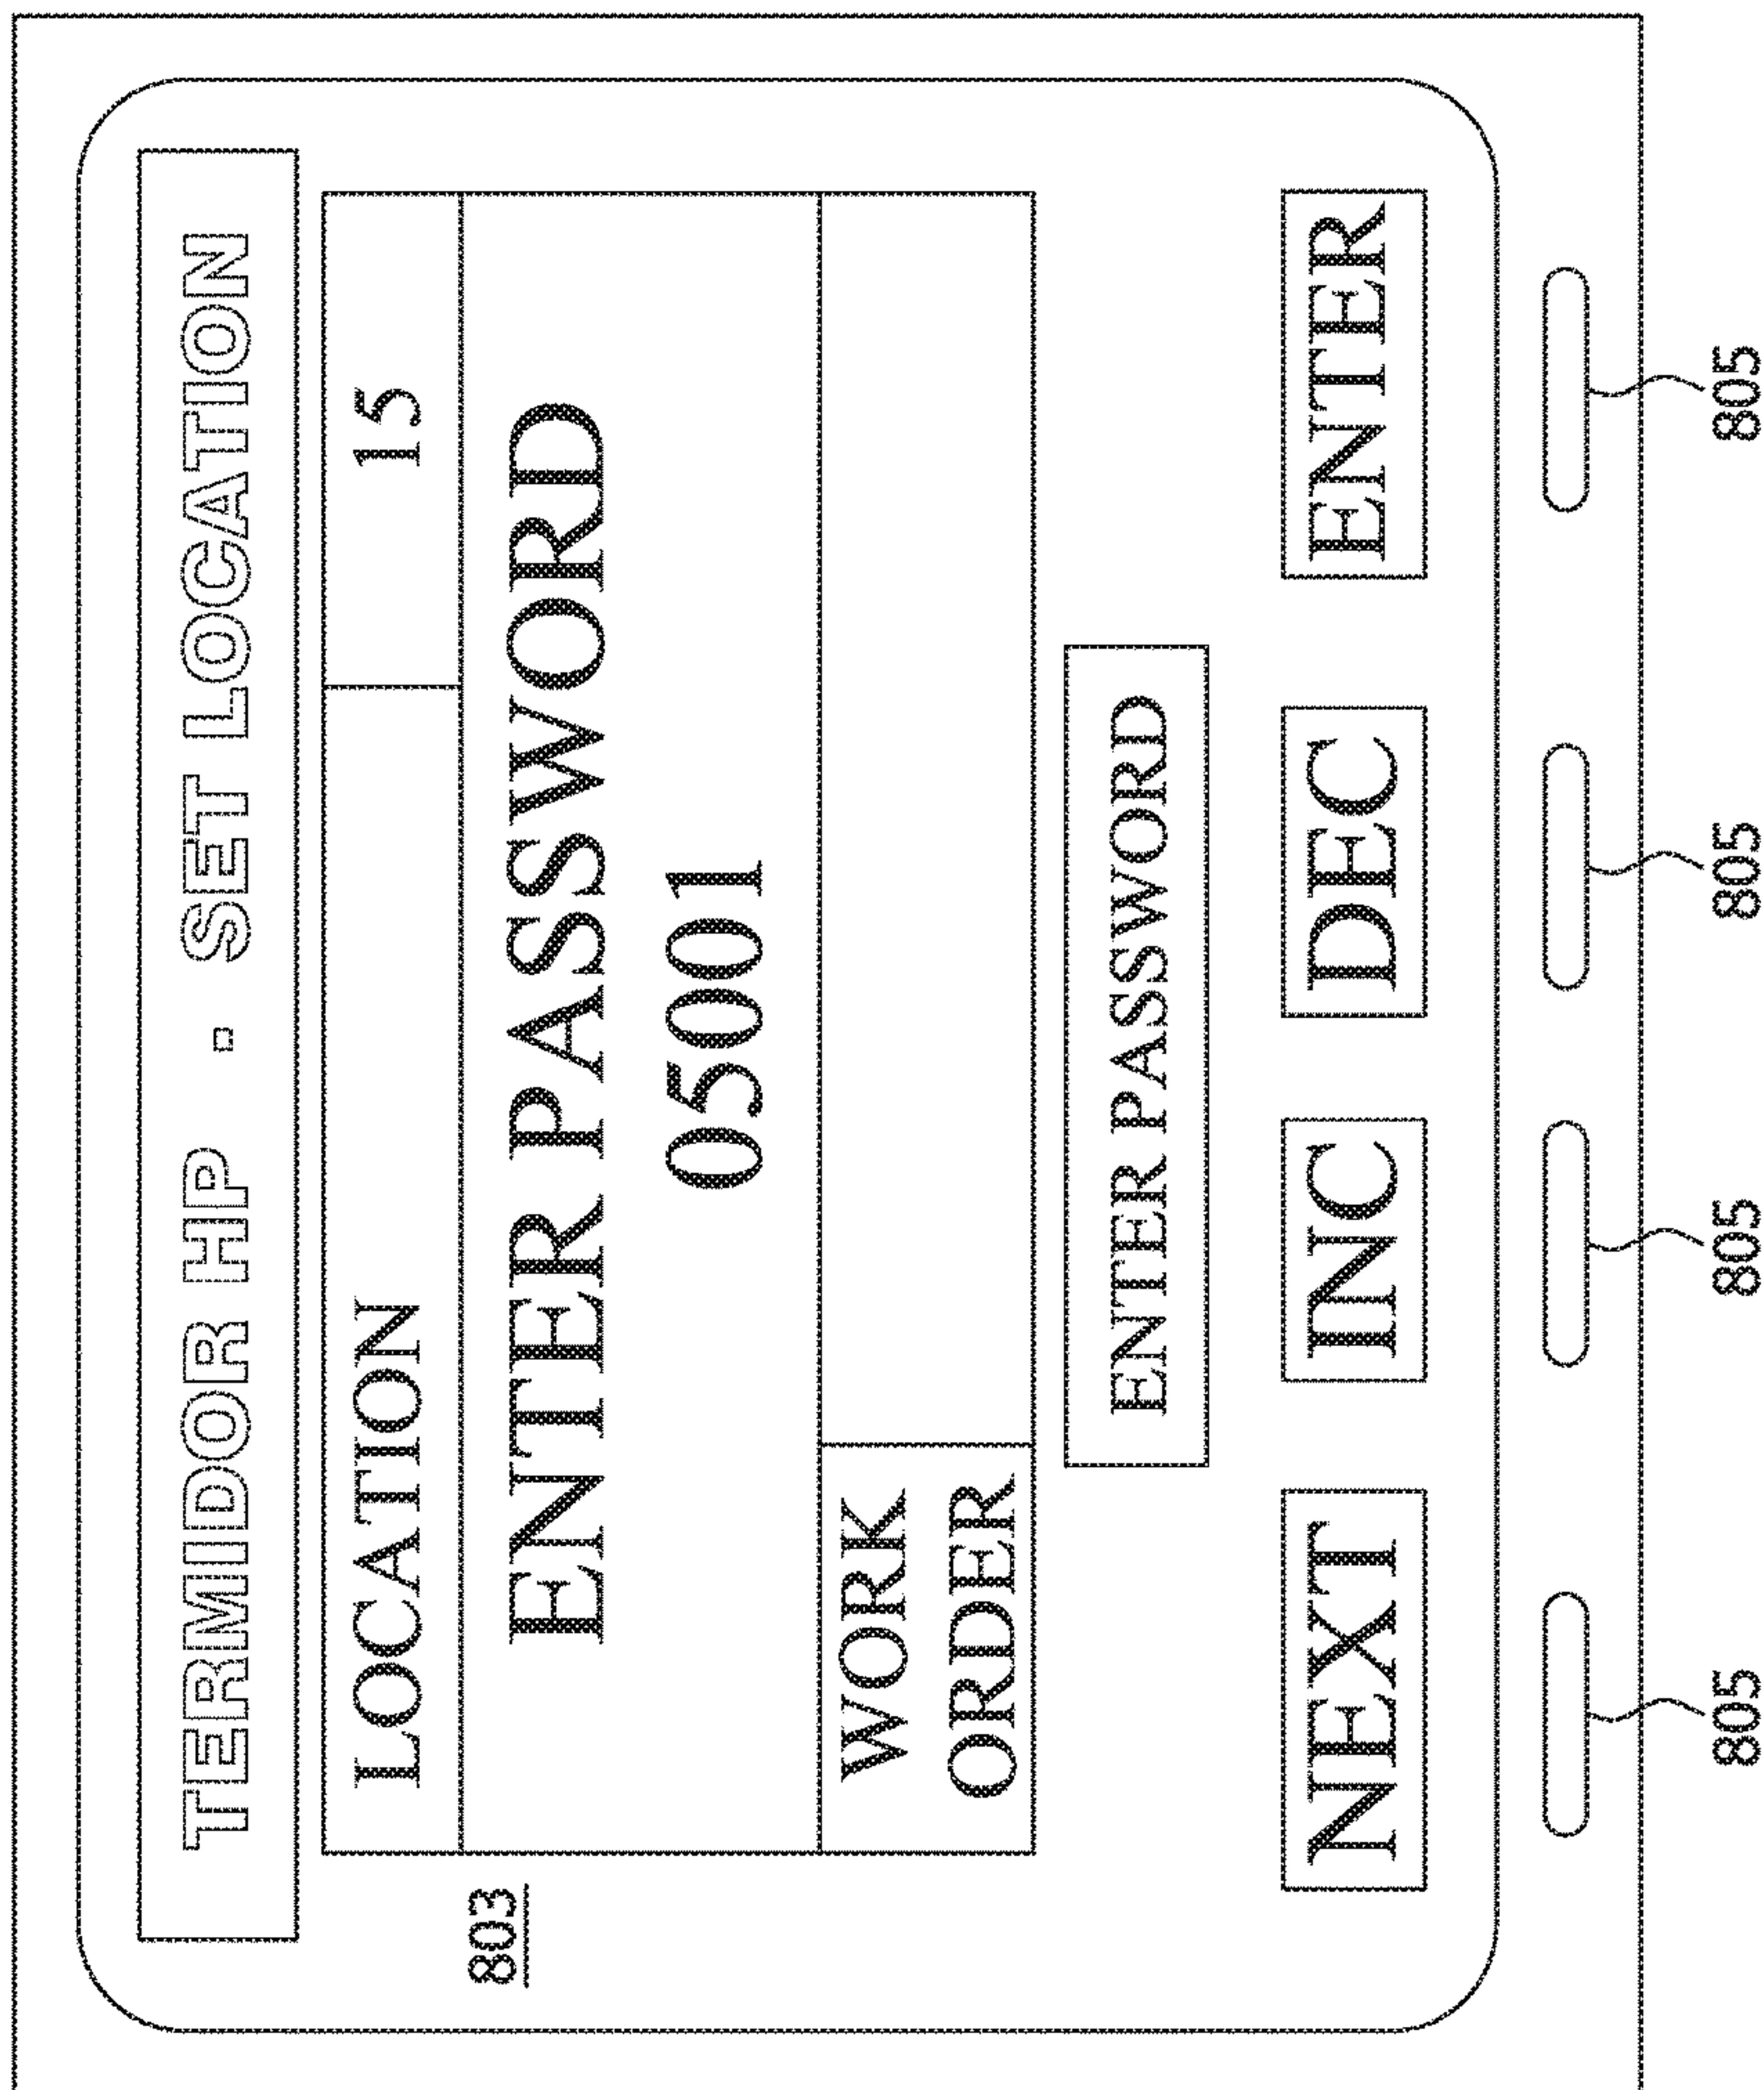 TERMIDOR HP - SET LOCATION
LOCATION 15
ENTER PASSWORD
05001
WORK
ORDER
803
ENTER PASSWORD
NEXT INC DEC ENTER
805 805 805 805